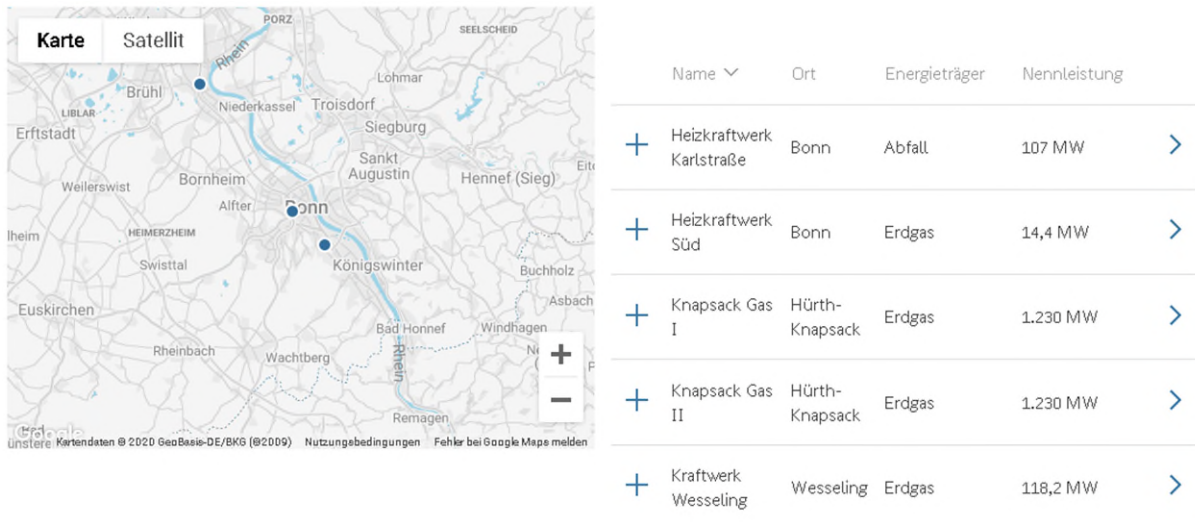 Karte Satellit
PORZ
SEELSCHEID
Rhein
Lohmar
Brühl
Niederkassel
Troisdorf
LIBLAR
Erftstadt
Siegburg
Sankt
Augustin
Weilerswist
Bornheim
Hennef (Sieg)
Alfter
Bonn
lheim
HEIMERZHEIM
Swisttal
Königswinter
Buchholz
Asbach
Euskirchen
Bad Honnef
Windhagen
Rheinbach
Wachtberg
Rhein
Remagen
+
−
Google
Kartendaten © 2020 GeoBasis-DE/BKG (©2009) Nutzungsbedingungen Fehler bei Google Maps melden
Name Ort Energieträger Nennleistung
Heizkraftwerk
Karlstraße
Bonn Abfall 107 MW
Heizkraftwerk
Süd
Bonn Erdgas 14,4 MW
Knapsack Gas
I
Hürth-
Knapsack
Erdgas 1.230 MW
Knapsack Gas
II
Hürth-
Knapsack
Erdgas 1.230 MW
Kraftwerk
Wesseling
Wesseling Erdgas 118,2 MW